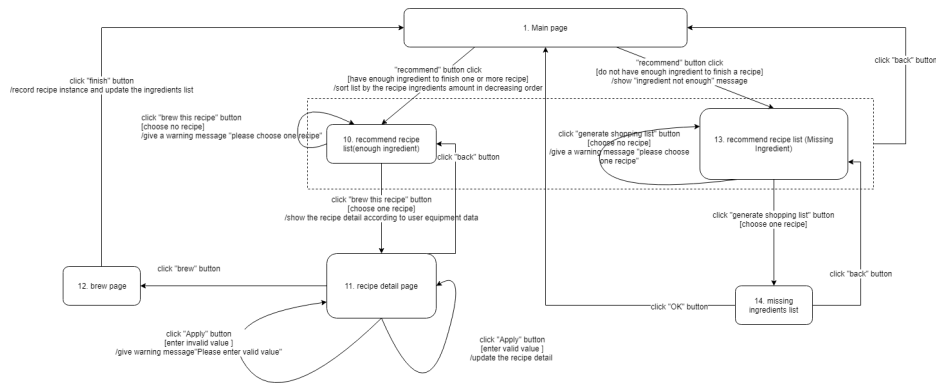 1. Main page
click "finish" button
/record recipe instance and update the ingredients list
"recommend" button click
[have enough ingredient to finish one or more recipe]
/sort list by the recipe ingredients amount in decreasing order
"recommend" button click
[do not have enough ingredient to finish a recipe]
/show "ingredient not enough" message
click "back" button
click "brew this recipe" button
[choose no recipe]
/give a warning message "please choose one recipe"
10. recommend recipe
list(enough ingredient)
click "back" button
click "generate shopping list" button
[choose no recipe]
/give a warning message "please choose
one recipe"
13. recommend recipe list (Missing
Ingredient)
click "brew this recipe" button
[choose one recipe]
/show the recipe detail according to user equipment data
click "generate shopping list" button
[choose one recipe]
12. brew page
click "brew" button
11. recipe detail page
click "back" button
14. missing
ingredients list
click "OK" button
click "Apply" button
[enter invalid value ]
/give warning message"Please enter valid value"
click "Apply" button
[enter valid value ]
/update the recipe detail